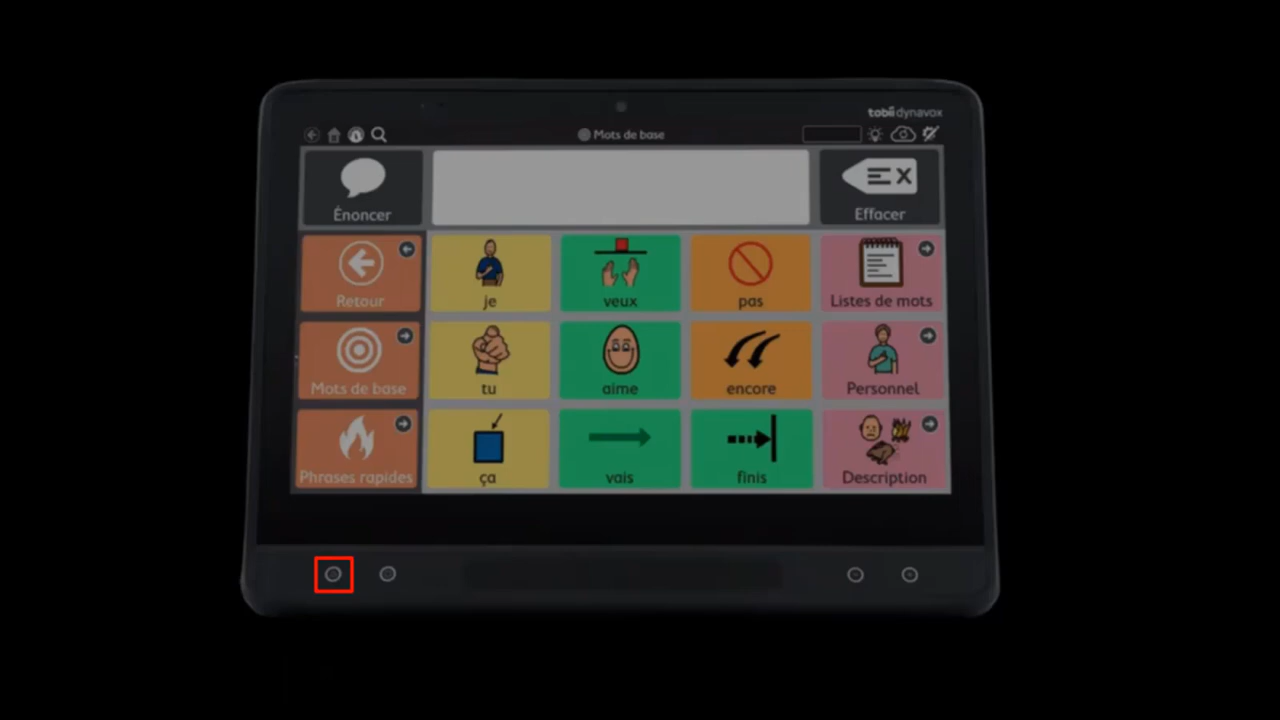 tobii dynavox
Mots de base
Énoncer
Effacer
Retour
je
veux
pas
Listes de mots
Mots de base
tu
aime
encore
Personnel
Phrases rapides
ça
vais
finis
Description